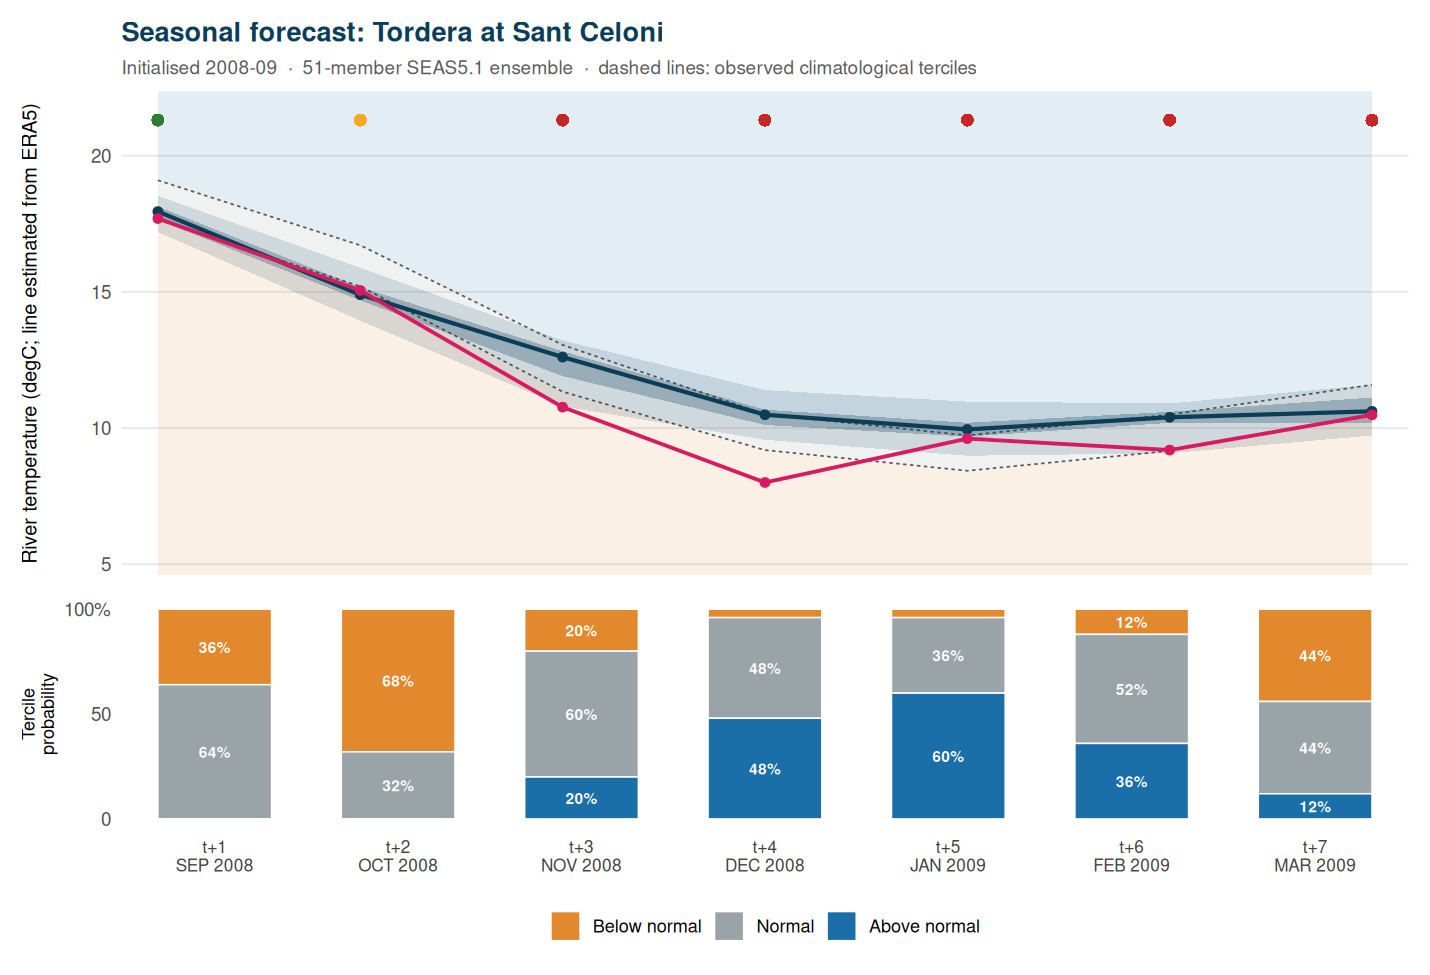 Seasonal forecast: Tordera at Sant Celoni
Initialised 2008-09 · 51-member SEAS5.1 ensemble · dashed lines: observed climatological terciles
River temperature (degC; line estimated from ERA5)
20
15
10
5
Tercile
probability
100%
50
0
36%
64%
68%
32%
20%
60%
20%
48%
48%
36%
60%
12%
52%
36%
44%
44%
12%
t+1
SEP 2008
t+2
OCT 2008
t+3
NOV 2008
t+4
DEC 2008
t+5
JAN 2009
t+6
FEB 2009
t+7
MAR 2009
Below normal
Normal
Above normal